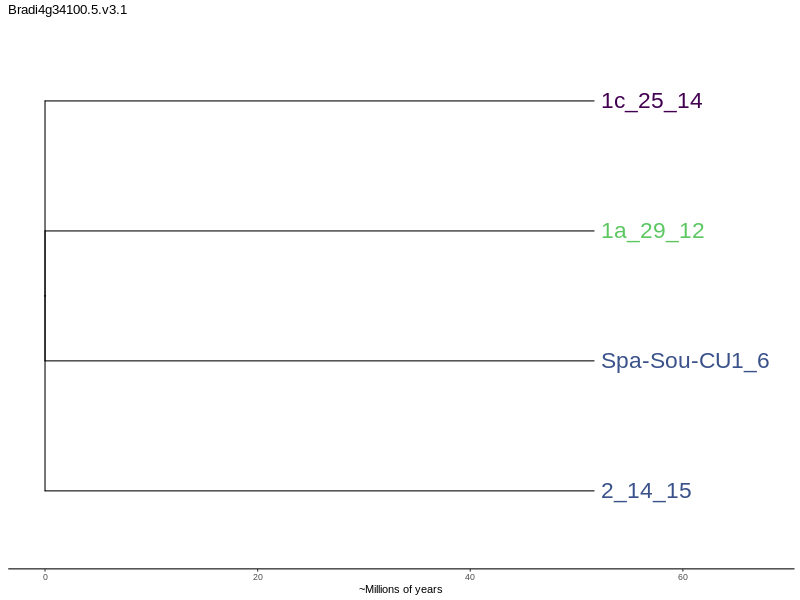 Bradi4g34100.5.v3.1
1c_25_14
1a_29_12
Spa-Sou-CU1_6
2_14_15
0 20 40 60
~Millions of years